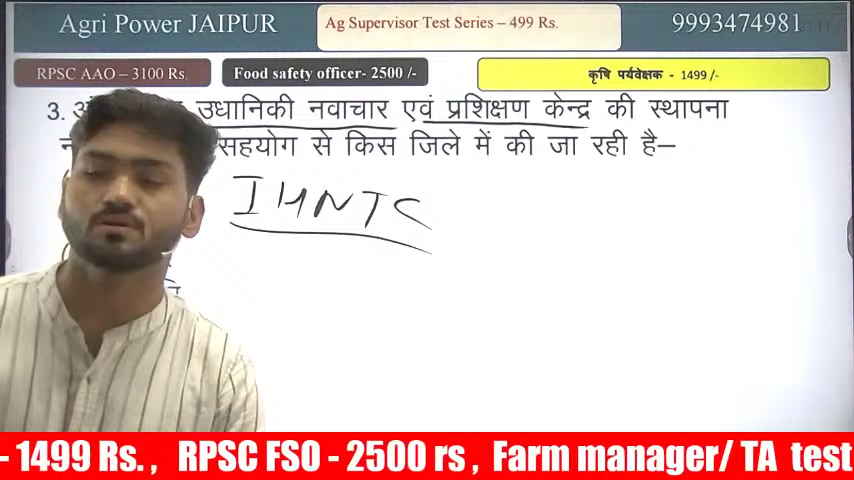 Agri Power JAIPUR
Ag Supervisor Test Series – 499 Rs.
9993474981
RPSC AAO – 3100 Rs.
Food safety officer- 2500 /-
कृषि पर्यवेक्षक - 1499 /-
3. उधानिकी नवाचार एवं प्रशिक्षण केन्द्र की स्थापना
सहयोग से किस जिले में की जा रही है–
IHNTC
- 1499 Rs. , RPSC FSO - 2500 rs , Farm manager/ TA test